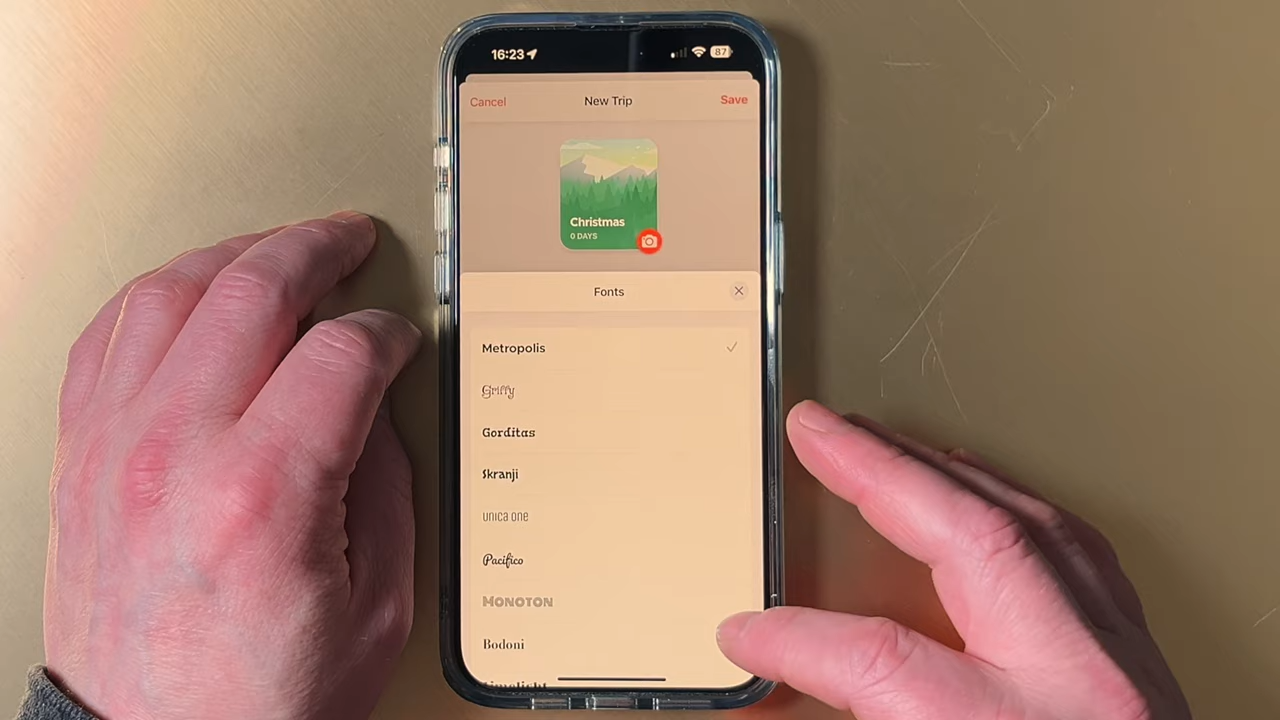 16:23
87
Cancel
New Trip
Save
Christmas
0 DAYS
Fonts
Metropolis
Griffy
Gorditas
Skranji
unica one
Pacifico
MONOTON
Bodoni
Limelight